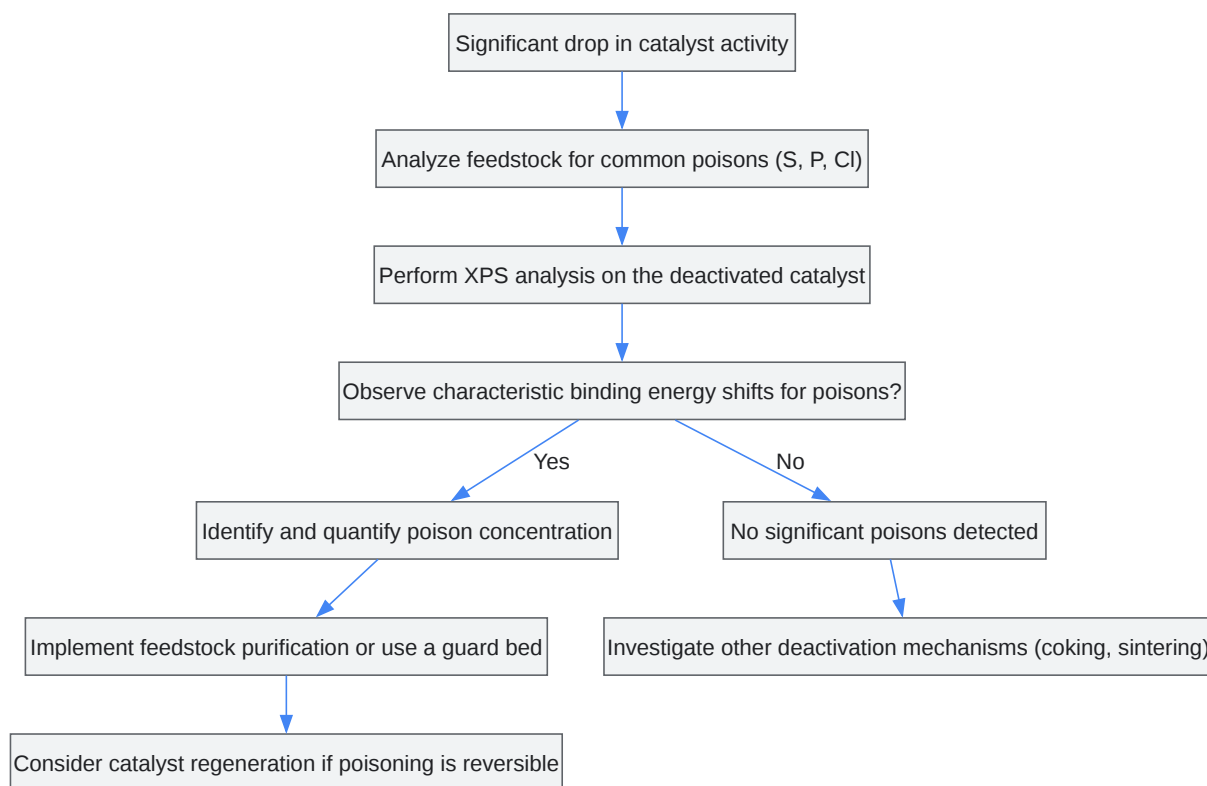 Significant drop in catalyst activity
Analyze feedstock for common poisons (S, P, Cl)
Perform XPS analysis on the deactivated catalyst
Observe characteristic binding energy shifts for poisons?
Yes
No
Identify and quantify poison concentration
No significant poisons detected
Implement feedstock purification or use a guard bed
Investigate other deactivation mechanisms (coking, sintering)
Consider catalyst regeneration if poisoning is reversible